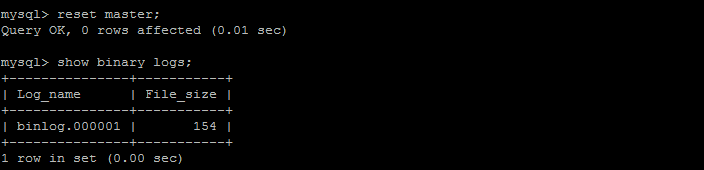 mysql> reset master;
Query OK, 0 rows affected (0.01 sec)
mysql> show binary logs;
+---------------+-----------+
| Log_name      | File_size |
+---------------+-----------+
| binlog.000001 |       154 |
+---------------+-----------+
1 row in set (0.00 sec)